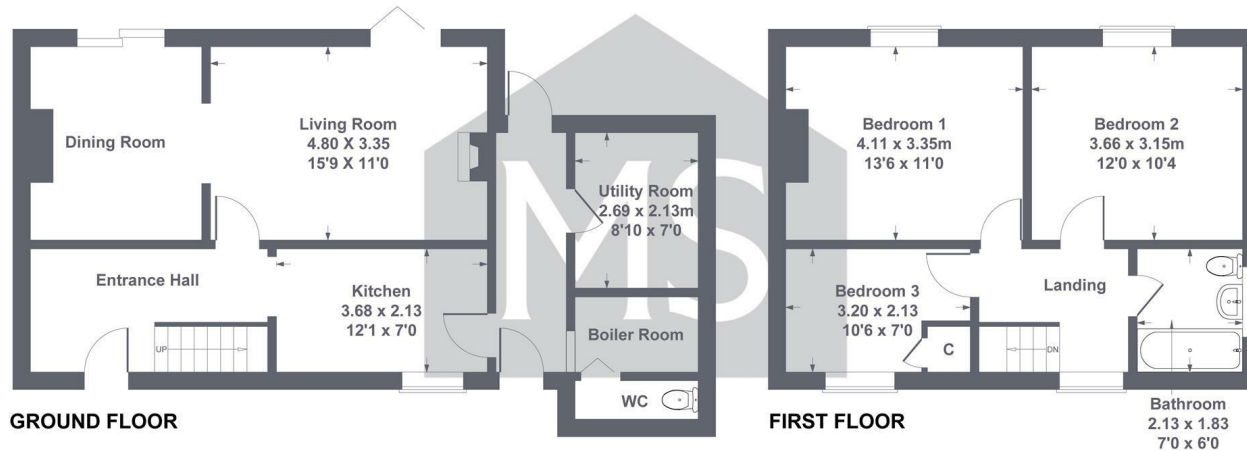 Dining Room
Living Room
4.80 X 3.35
15'9 X 11'0
Utility Room
2.69 x 2.13m
8'10 x 7'0
Entrance Hall
Kitchen
3.68 x 2.13
12'1 x 7'0
UP
Boiler Room
WC
GROUND FLOOR
MS
Bedroom 1
4.11 x 3.35m
13'6 x 11'0
Bedroom 2
3.66 x 3.15m
12'0 x 10'4
Bedroom 3
3.20 x 2.13
10'6 x 7'0
Landing
C
DN
FIRST FLOOR
Bathroom
2.13 x 1.83
7'0 x 6'0